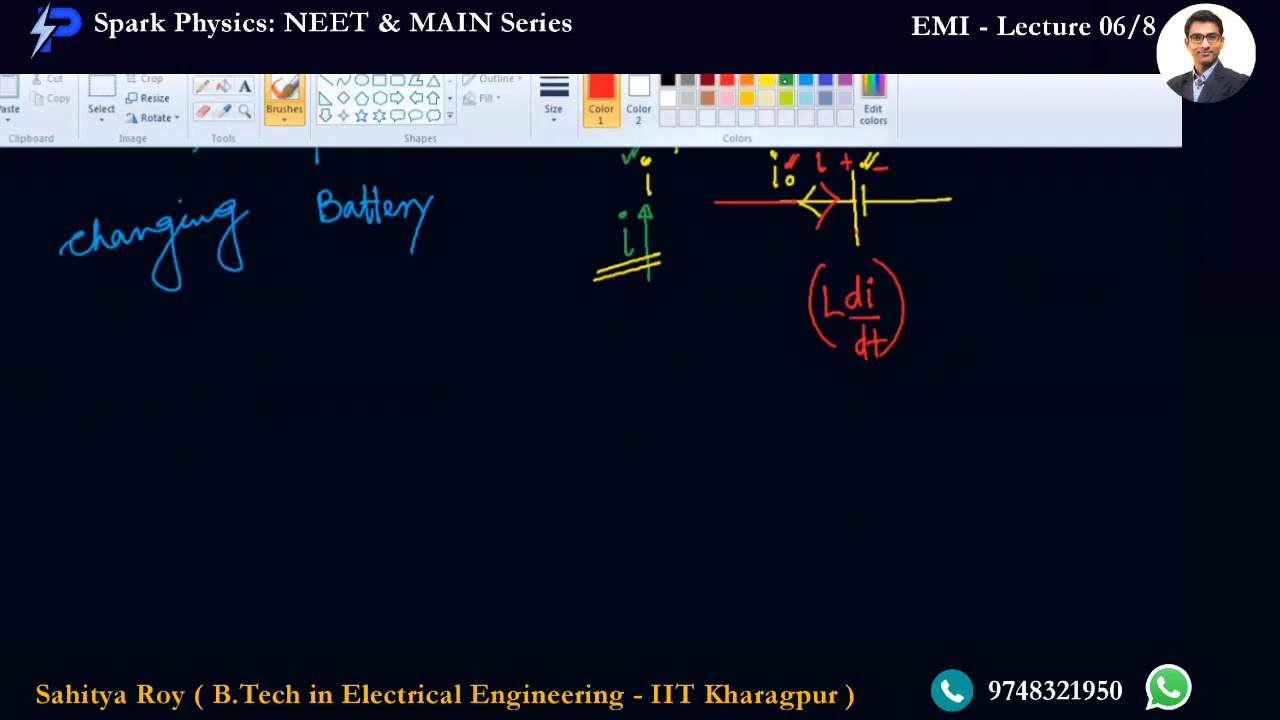 Spark Physics: NEET & MAIN Series
EMI - Lecture 06/8
Cut
Copy
Paste
Clipboard
Select
Crop
Resize
Rotate
Image
Tools
Brushes
Shapes
Outline
Fill
Size
Color 1
Color 2
Edit colors
Colors
changing Battery
i
i
i0
i + -
(L di/dt)
Sahitya Roy ( B.Tech in Electrical Engineering - IIT Kharagpur )
9748321950